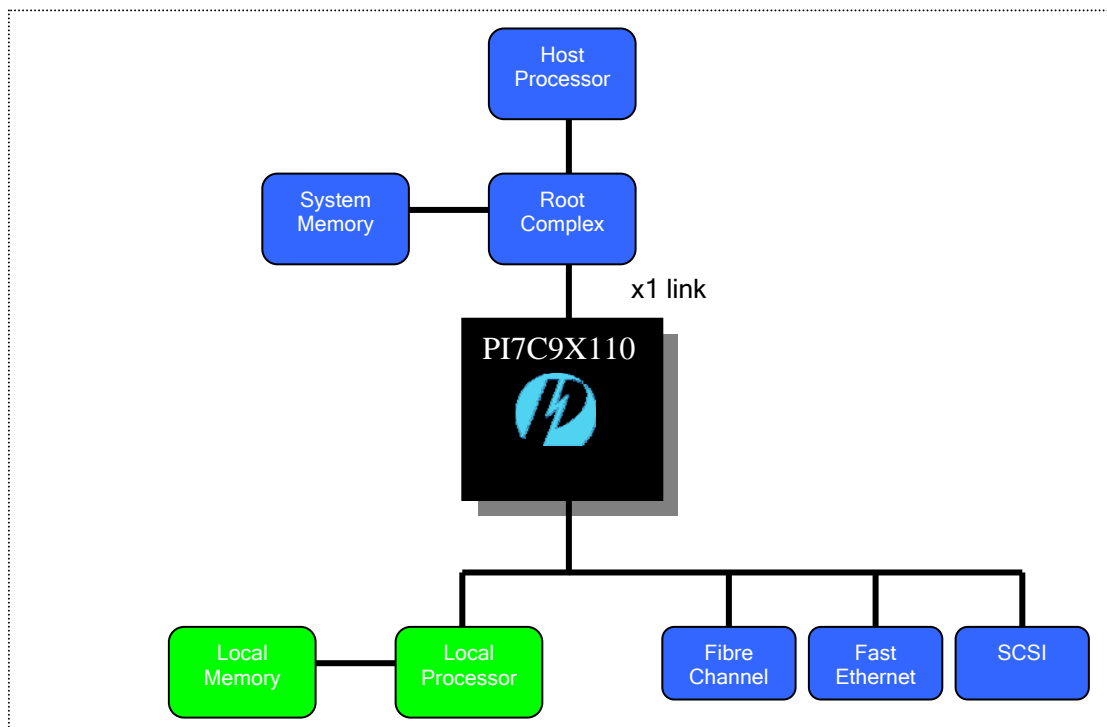 Host
Processor
System
Memory
Root
Complex
x1 link
PI7C9X110
Local
Memory
Local
Processor
Fibre
Channel
Fast
Ethernet
SCSI